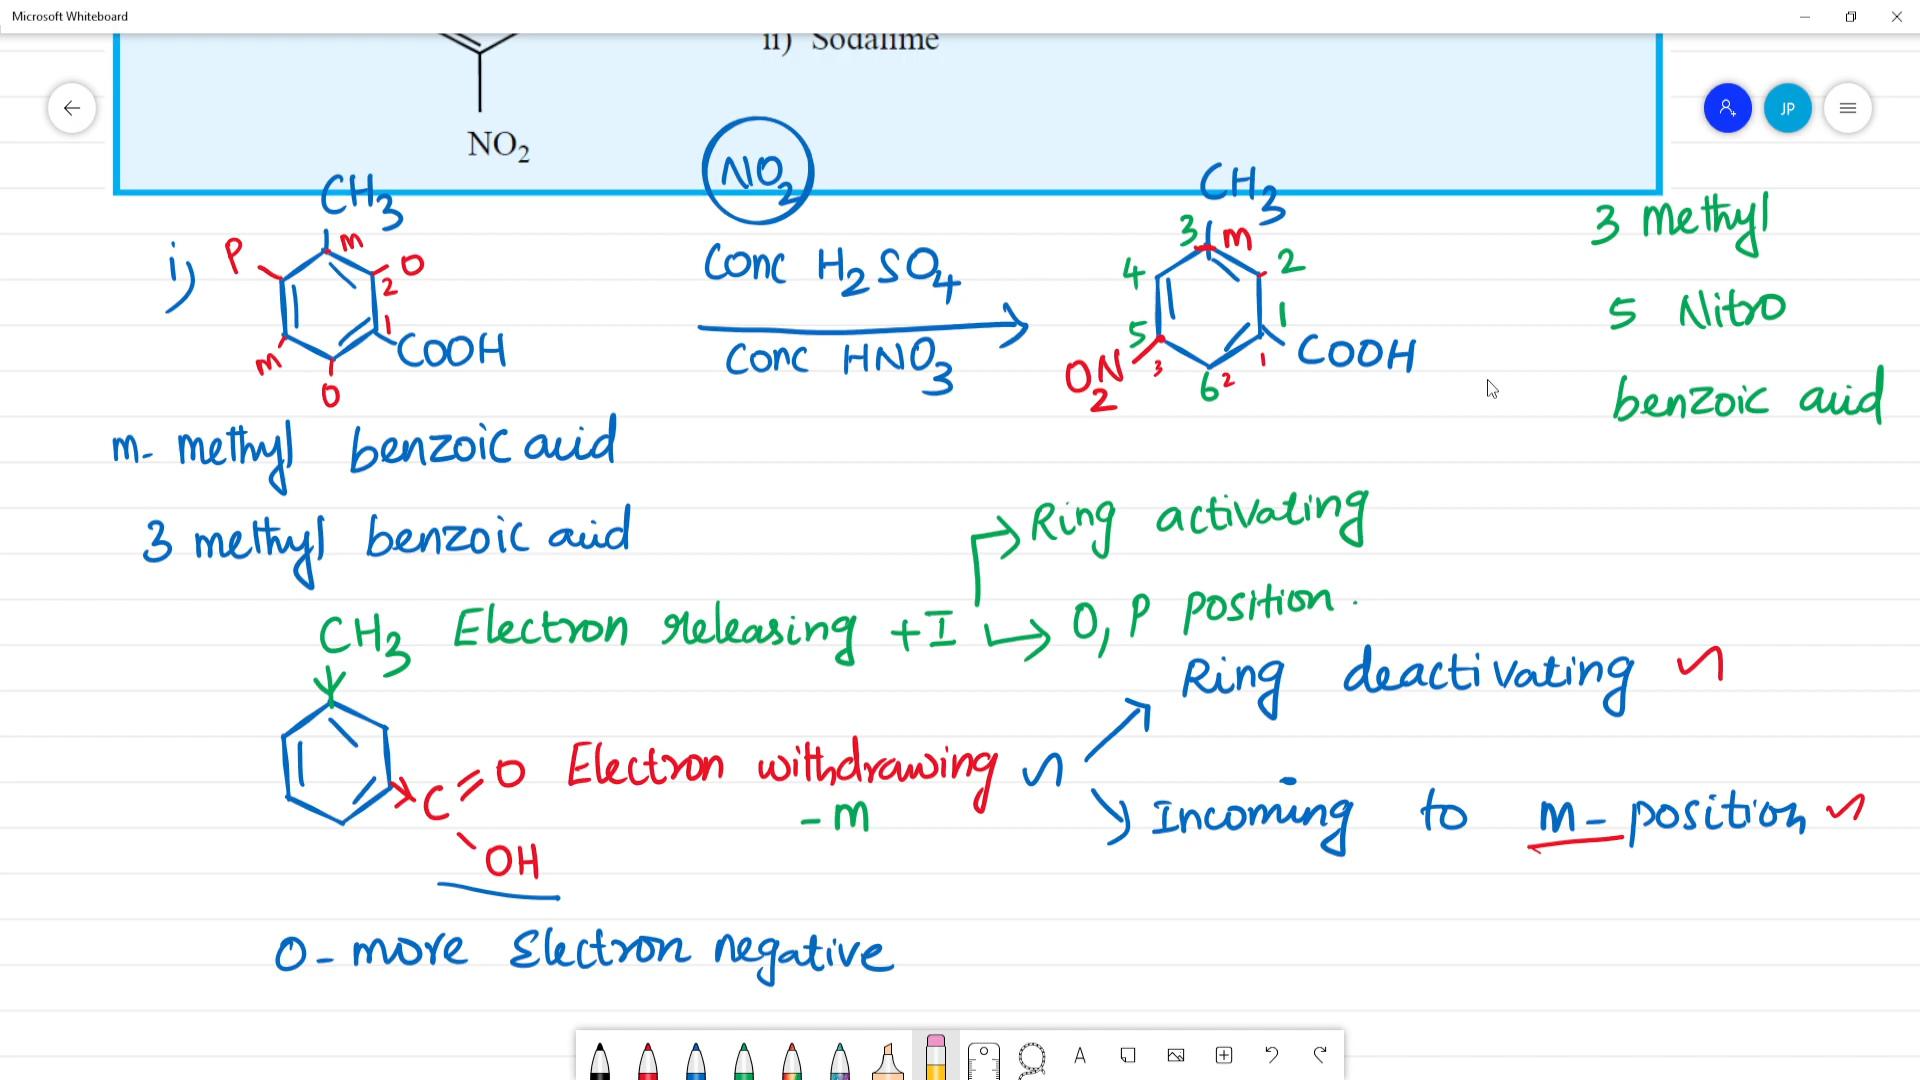 Microsoft Whiteboard
ii) Sodalime
NO2
JP
NO2
CH3
CH3
3 methyl
i)
P
m
O
2
1
COOH
m
O
Conc H2SO4
Conc HNO3
3
m
2
4
1
5
COOH
O2N
3
6
2
1
5 Nitro
benzoic acid
m- methyl benzoic acid
3 methyl benzoic acid
Ring activating
CH3 Electron releasing +I
O, P position.
Ring deactivating
C=O Electron withdrawing
-m
OH
Incoming to m- position
O- more Electron negative
A